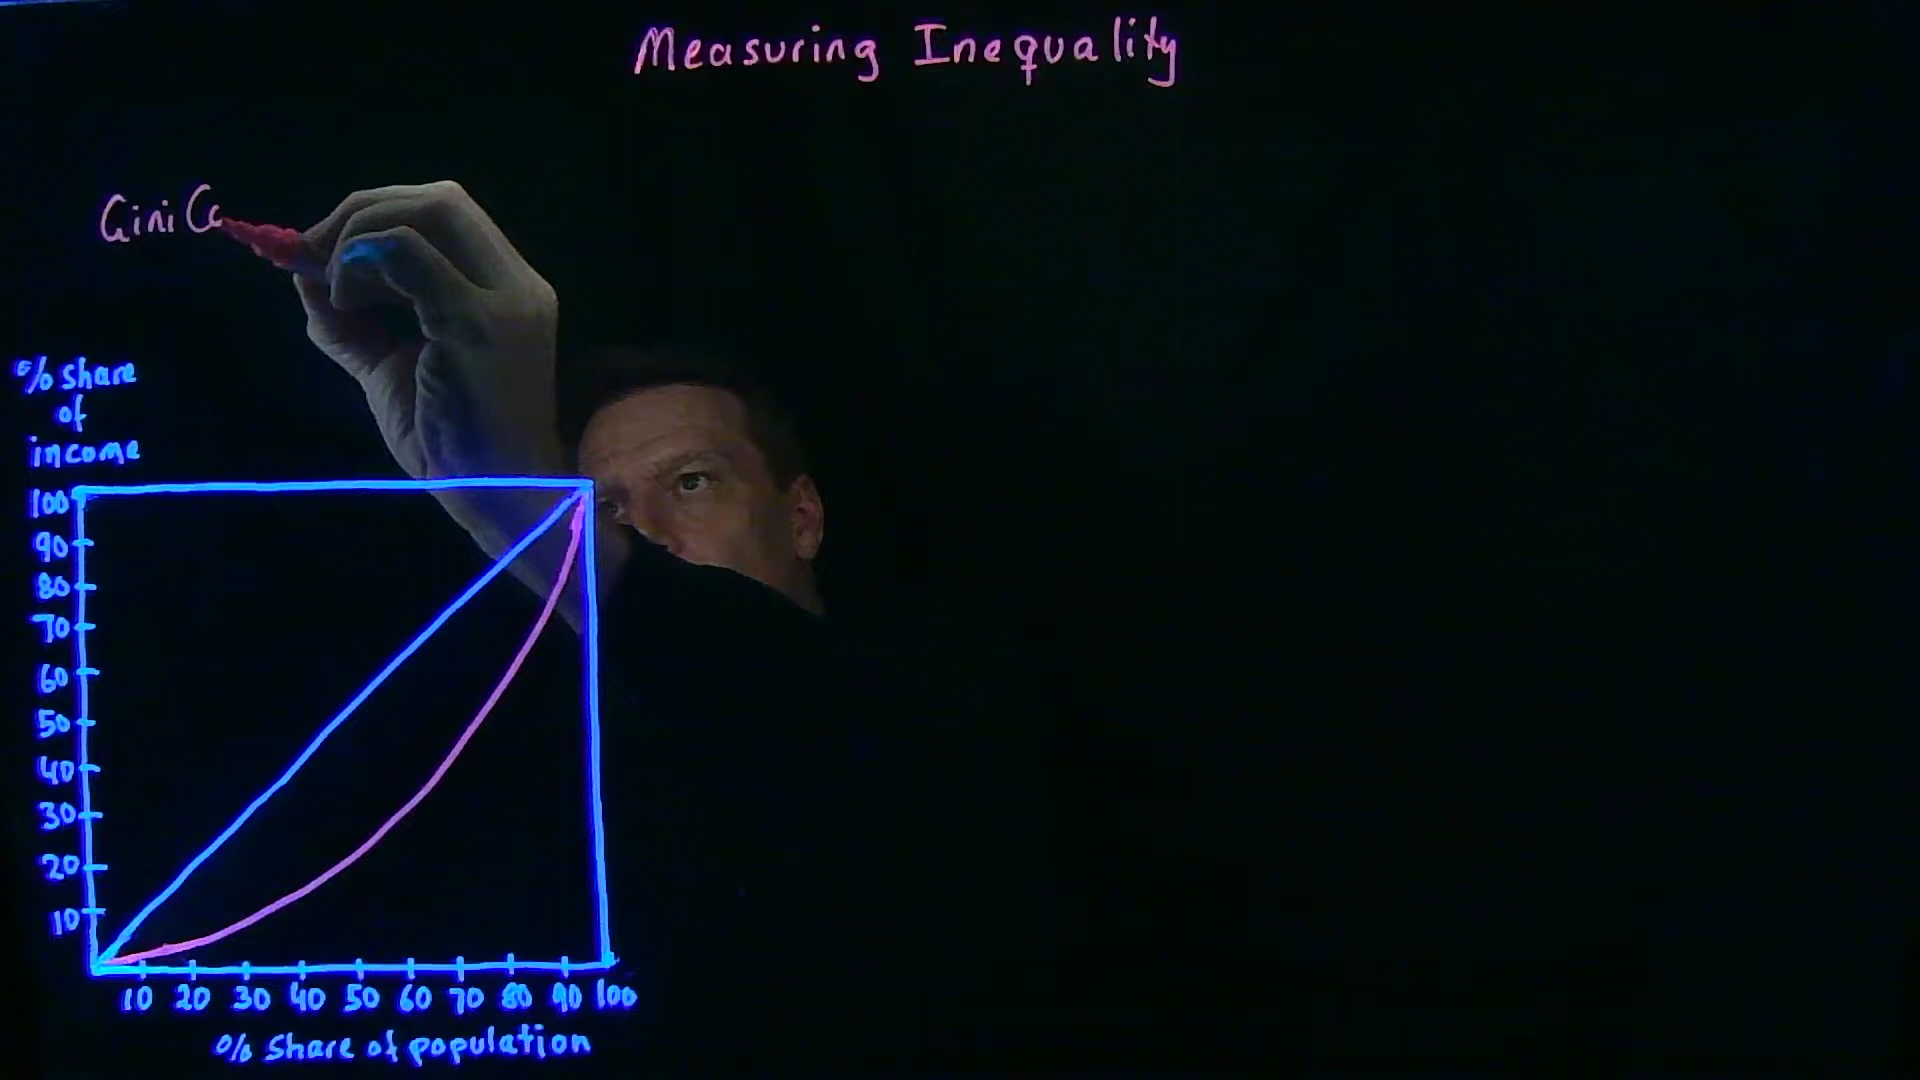 Measuring Inequality
Gini Co
% share
of
income
100
90
80
70
60
50
40
30
20
10
10 20 30 40 50 60 70 80 90 100
% Share of population